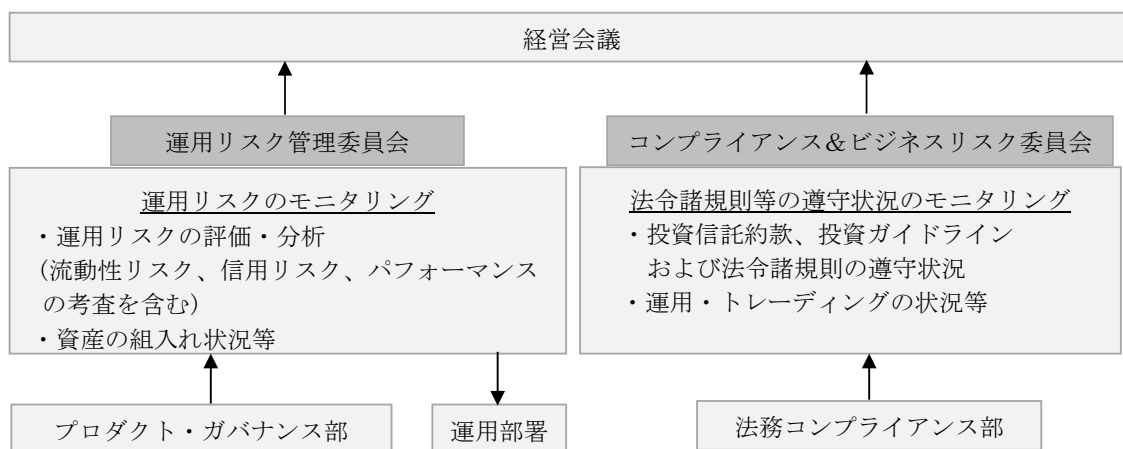 経営会議
運用リスク管理委員会
運用リスクのモニタリング
・運用リスクの評価・分析
(流動性リスク、信用リスク、パフォーマンス
の考査を含む)
・資産の組入れ状況等
プロダクト・ガバナンス部
運用部署
コンプライアンス&ビジネスリスク委員会
法令諸規則等の遵守状況のモニタリング
・投資信託約款、投資ガイドライン
および法令諸規則の遵守状況
・運用・トレーディングの状況等
法務コンプライアンス部